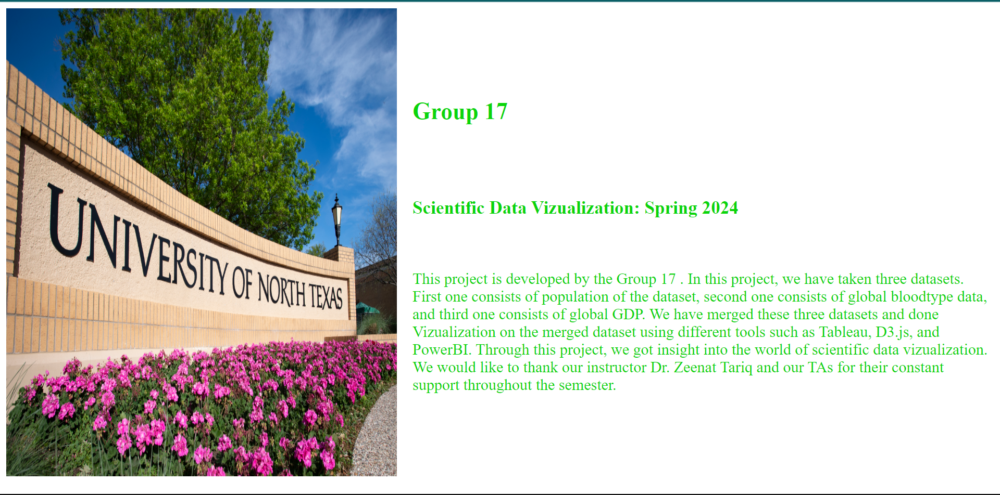 UNIVERSITY OF NORTH TEXAS
Group 17
Scientific Data Vizualization: Spring 2024
This project is developed by the Group 17 . In this project, we have taken three datasets.
First one consists of population of the dataset, second one consists of global bloodtype data,
and third one consists of global GDP. We have merged these three datasets and done
Vizualization on the merged dataset using different tools such as Tableau, D3.js, and
PowerBI. Through this project, we got insight into the world of scientific data vizualization.
We would like to thank our instructor Dr. Zeenat Tariq and our TAs for their constant
support throughout the semester.